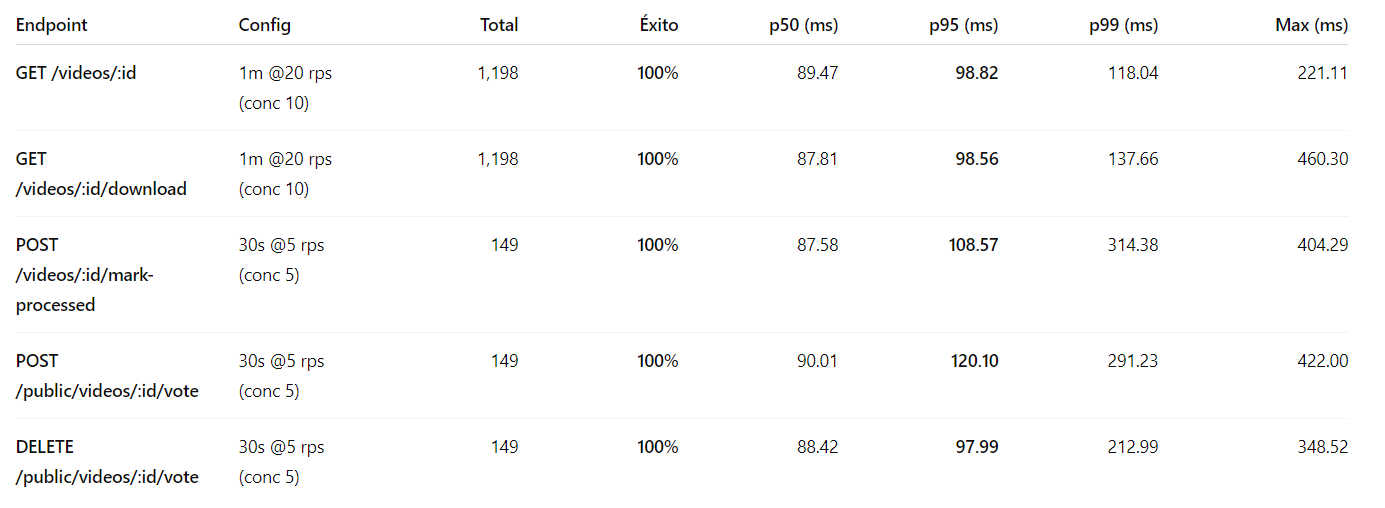 Endpoint Config Total Éxito p50 (ms) p95 (ms) p99 (ms) Max (ms)
GET /videos/:id 1m @20 rps 1,198 100% 89.47 98.82 118.04 221.11
(conc 10)
GET 1m @20 rps 1,198 100% 87.81 98.56 137.66 460.30
/videos/:id/download (conc 10)
POST 30s @5 rps 149 100% 87.58 108.57 314.38 404.29
/videos/:id/mark- (conc 5)
processed
POST 30s @5 rps 149 100% 90.01 120.10 291.23 422.00
/public/videos/:id/vote (conc 5)
DELETE 30s @5 rps 149 100% 88.42 97.99 212.99 348.52
/public/videos/:id/vote (conc 5)